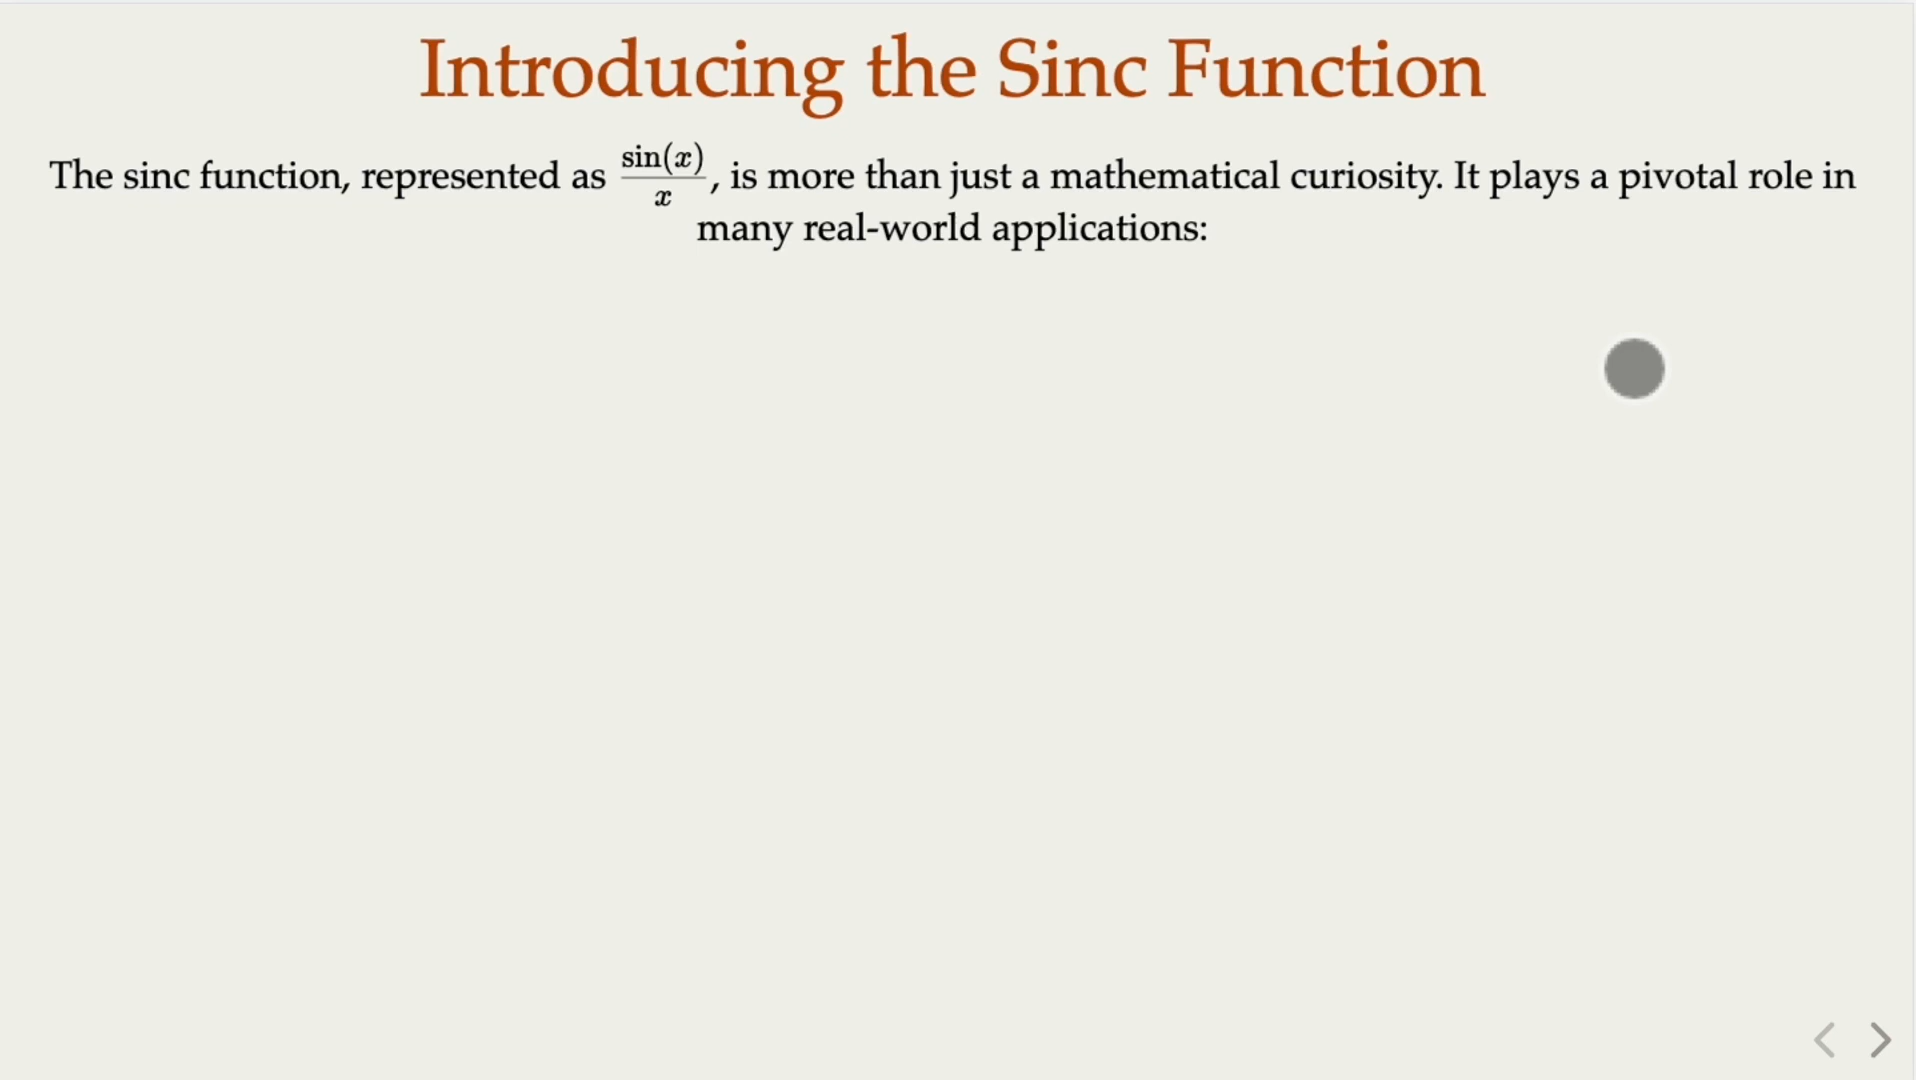 Introducing the Sinc Function
The sinc function, represented as $\frac{\sin(x)}{x}$, is more than just a mathematical curiosity. It plays a pivotal role in
many real-world applications: